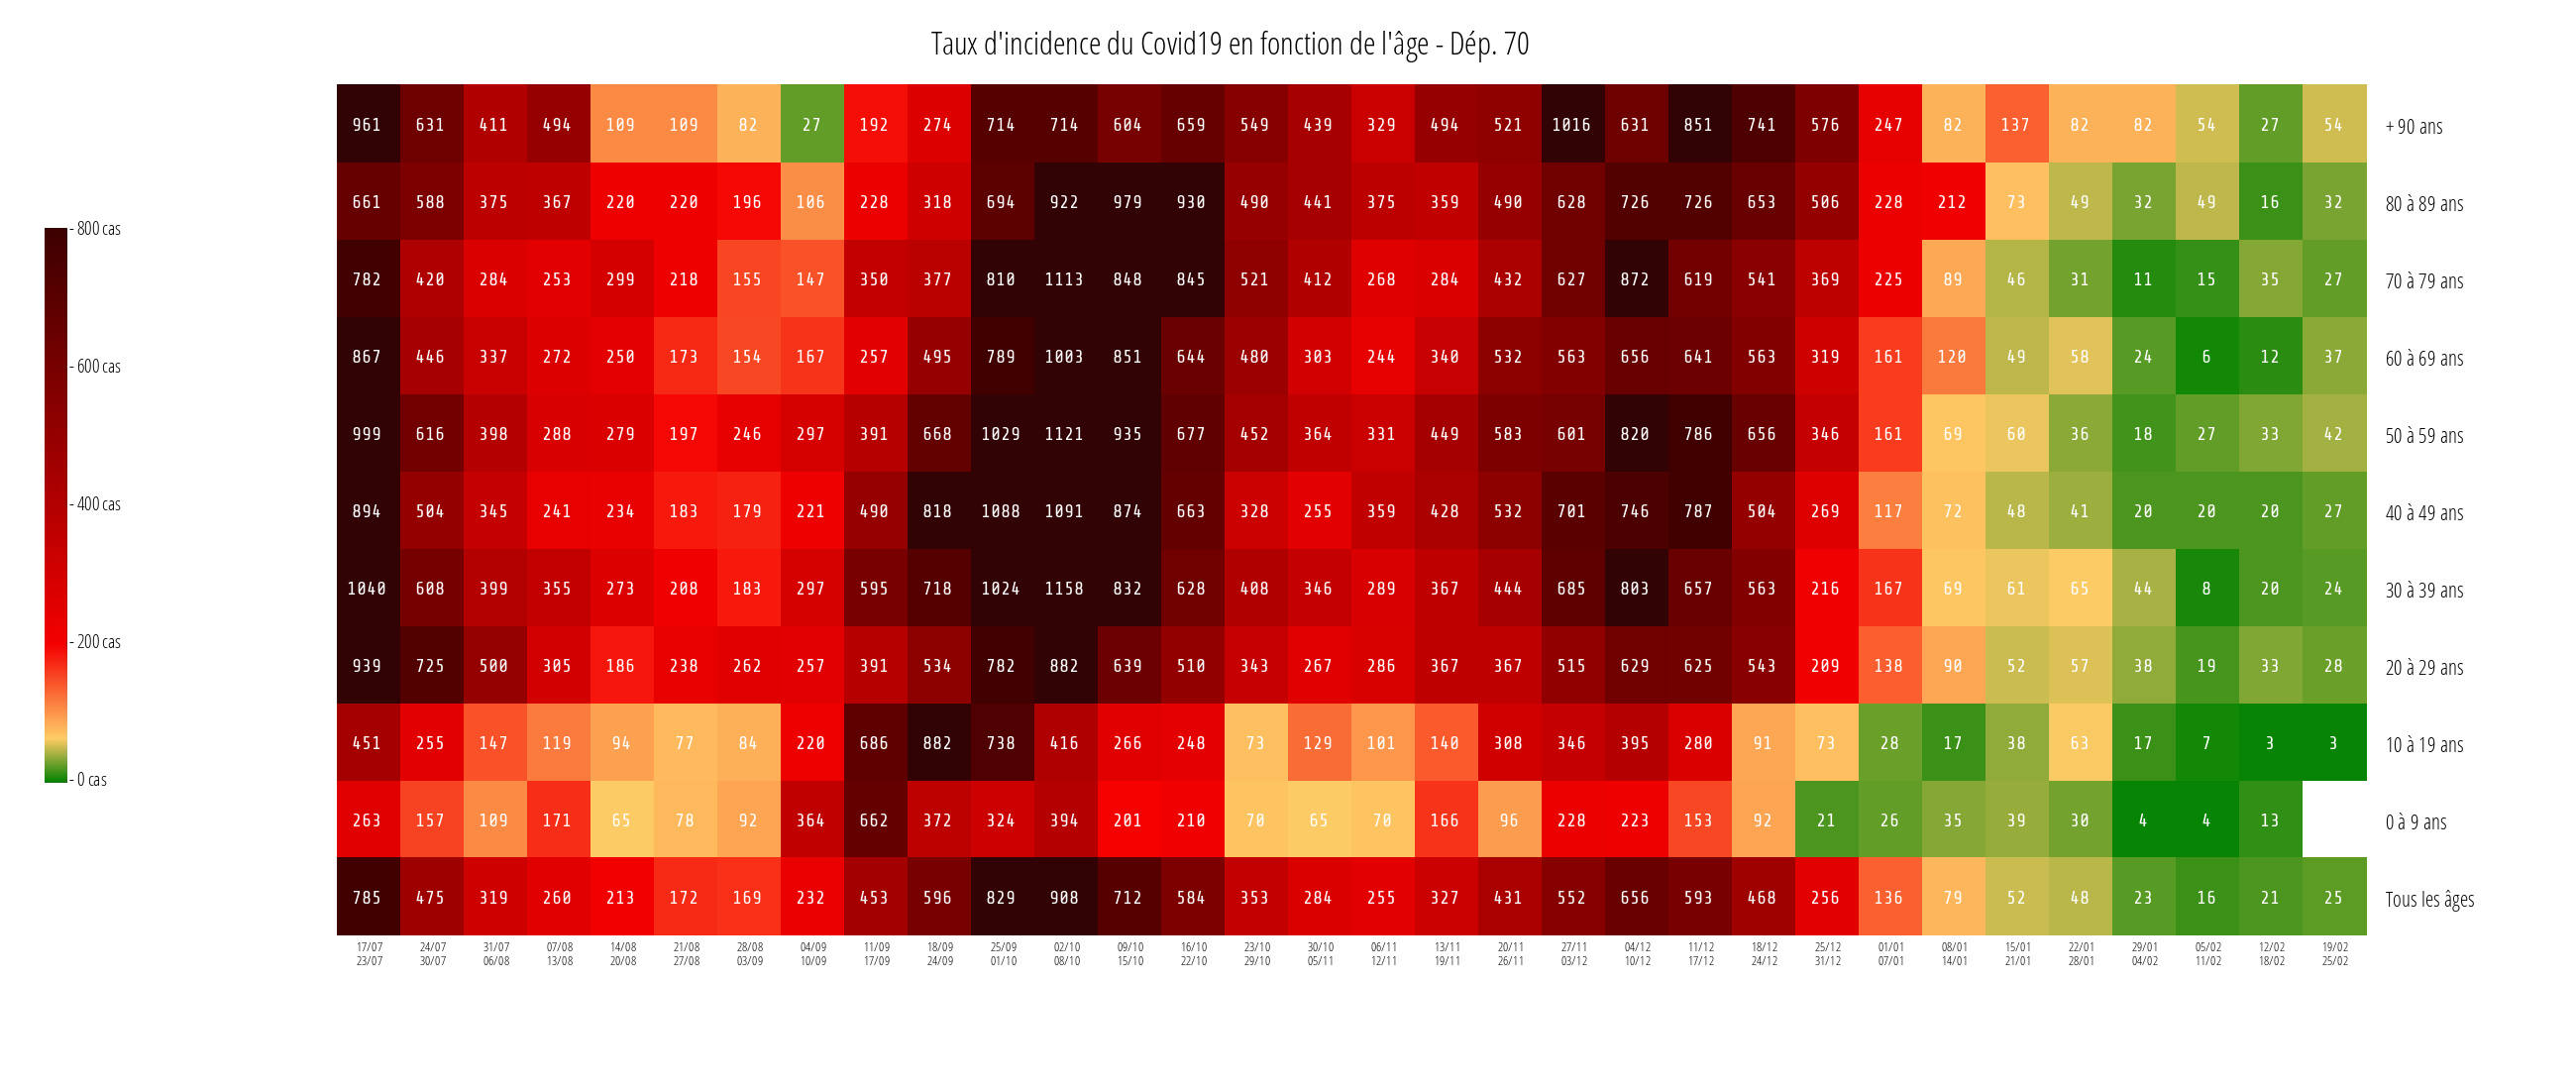 Taux d'incidence du Covid19 en fonction de l'âge - Dép. 70
- 800 cas
- 600 cas
- 400 cas
- 200 cas
- 0 cas
961 631 411 494 109 109 82 27 192 274 714 714 604 659 549 439 329 494 521 1016 631 851 741 576 247 82 137 82 82 54 27 54 + 90 ans
661 588 375 367 220 220 196 106 228 318 694 922 979 930 490 441 375 359 490 628 726 726 653 506 228 212 73 49 32 49 16 32 80 à 89 ans
782 420 284 253 299 218 155 147 350 377 810 1113 848 845 521 412 268 284 432 627 872 619 541 369 225 89 46 31 11 15 35 27 70 à 79 ans
867 446 337 272 250 173 154 167 257 495 789 1003 851 644 480 303 244 340 532 563 656 641 563 319 161 120 49 58 24 6 12 37 60 à 69 ans
999 616 398 288 279 197 246 297 391 668 1029 1121 935 677 452 364 331 449 583 601 820 786 656 346 161 69 60 36 18 27 33 42 50 à 59 ans
894 504 345 241 234 183 179 221 490 818 1088 1091 874 663 328 255 359 428 532 701 746 787 504 269 117 72 48 41 20 20 20 27 40 à 49 ans
1040 608 399 355 273 208 183 297 595 718 1024 1158 832 628 408 346 289 367 444 685 803 657 563 216 167 69 61 65 44 8 20 24 30 à 39 ans
939 725 500 305 186 238 262 257 391 534 782 882 639 510 343 267 286 367 367 515 629 625 543 209 138 90 52 57 38 19 33 28 20 à 29 ans
451 255 147 119 94 77 84 220 686 882 738 416 266 248 73 129 101 140 308 346 395 280 91 73 28 17 38 63 17 7 3 3 10 à 19 ans
263 157 109 171 65 78 92 364 662 372 324 394 201 210 70 65 70 166 96 228 223 153 92 21 26 35 39 30 4 4 13 0 à 9 ans
785 475 319 260 213 172 169 232 453 596 829 908 712 584 353 284 255 327 431 552 656 593 468 256 136 79 52 48 23 16 21 25 Tous les âges
17/07 24/07 31/07 07/08 14/08 21/08 28/08 04/09 11/09 18/09 25/09 02/10 09/10 16/10 23/10 30/10 06/11 13/11 20/11 27/11 04/12 11/12 18/12 25/12 01/01 08/01 15/01 22/01 29/01 05/02 12/02 19/02
23/07 30/07 06/08 13/08 20/08 27/08 03/09 10/09 17/09 24/09 01/10 08/10 15/10 22/10 29/10 05/11 12/11 19/11 26/11 03/12 10/12 17/12 24/12 31/12 07/01 14/01 21/01 28/01 04/02 11/02 18/02 25/02